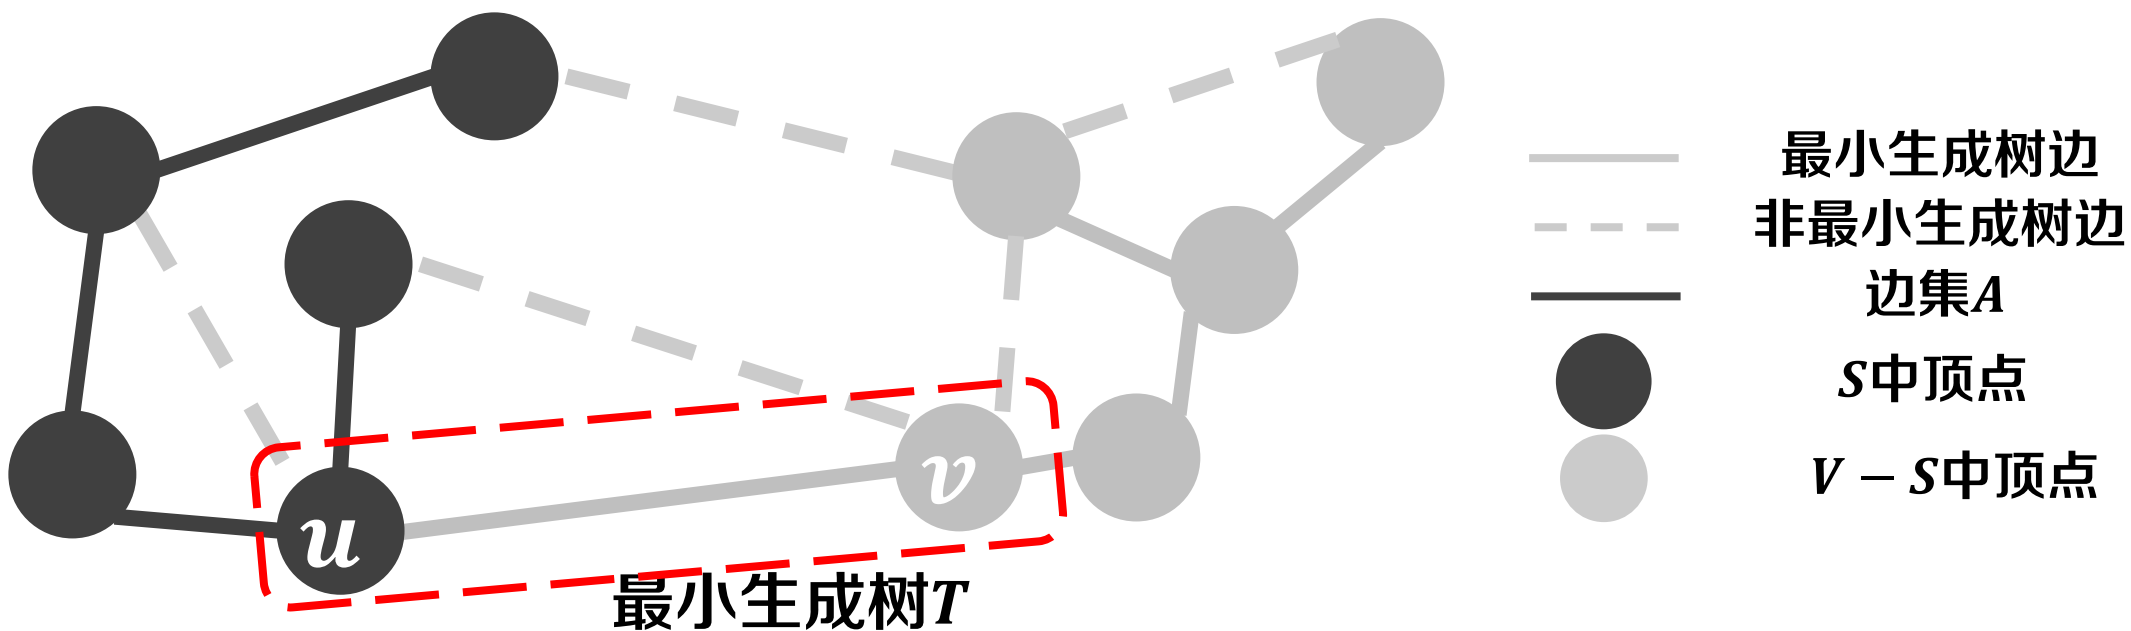 最小生成树边
非最小生成树边
边集A
S中顶点
V − S中顶点
v
u
最小生成树T